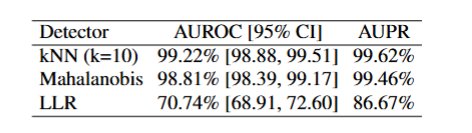 Detector AUROC [95% CI] AUPR
kNN (k=10) 99.22% [98.88, 99.51] 99.62%
Mahalanobis 98.81% [98.39, 99.17] 99.46%
LLR 70.74% [68.91, 72.60] 86.67%